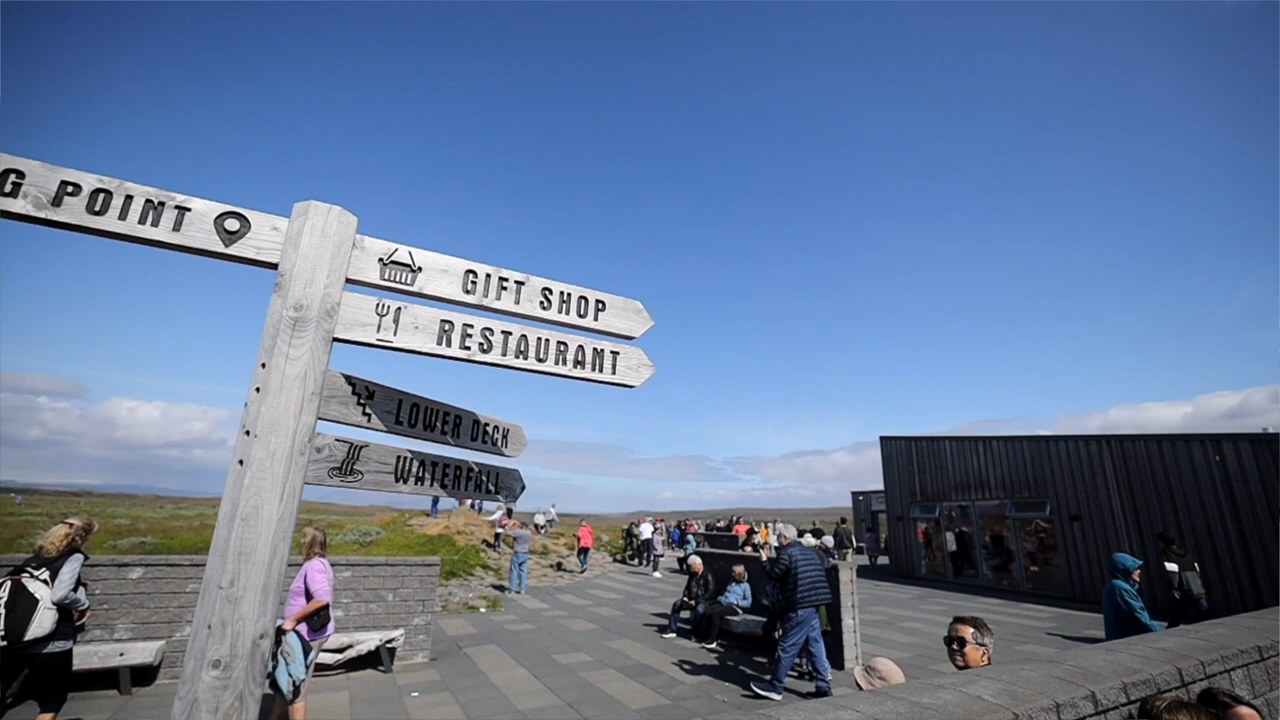 G POINT
GIFT SHOP
RESTAURANT
LOWER DECK
WATERFALL